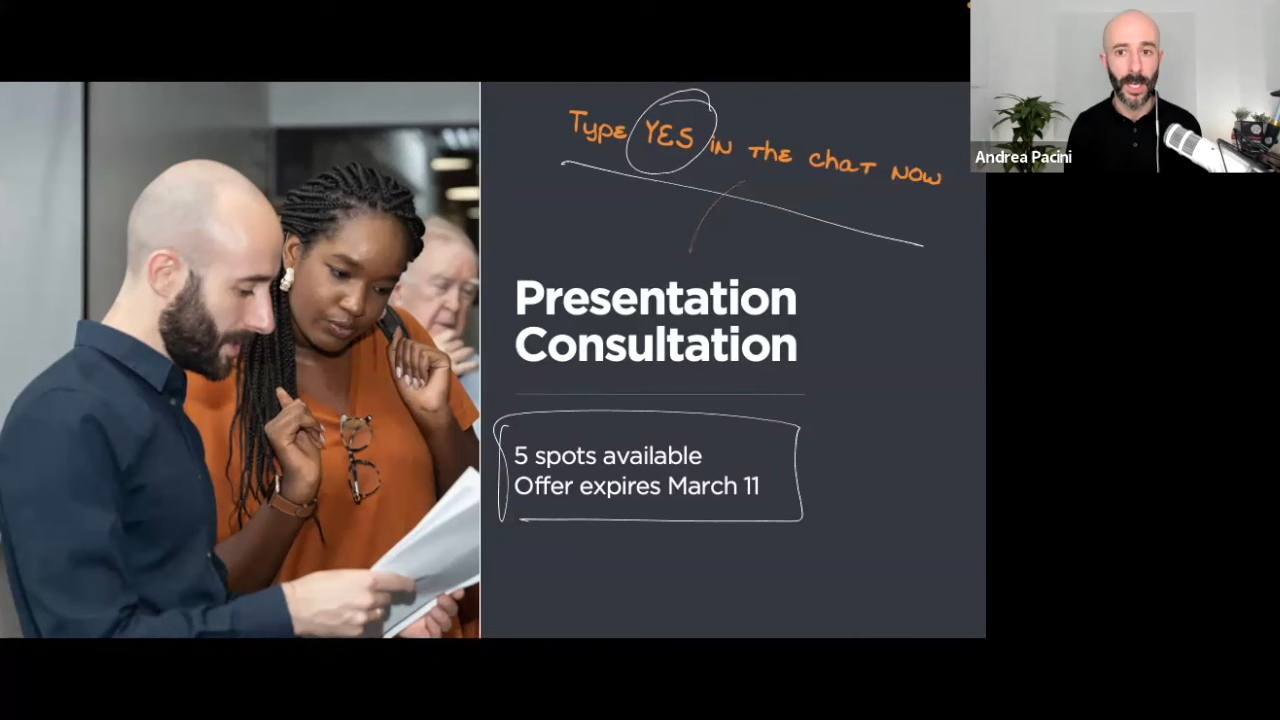 Andrea Pacini
Type YES in the chat now
Presentation
Consultation
5 spots available
Offer expires March 11